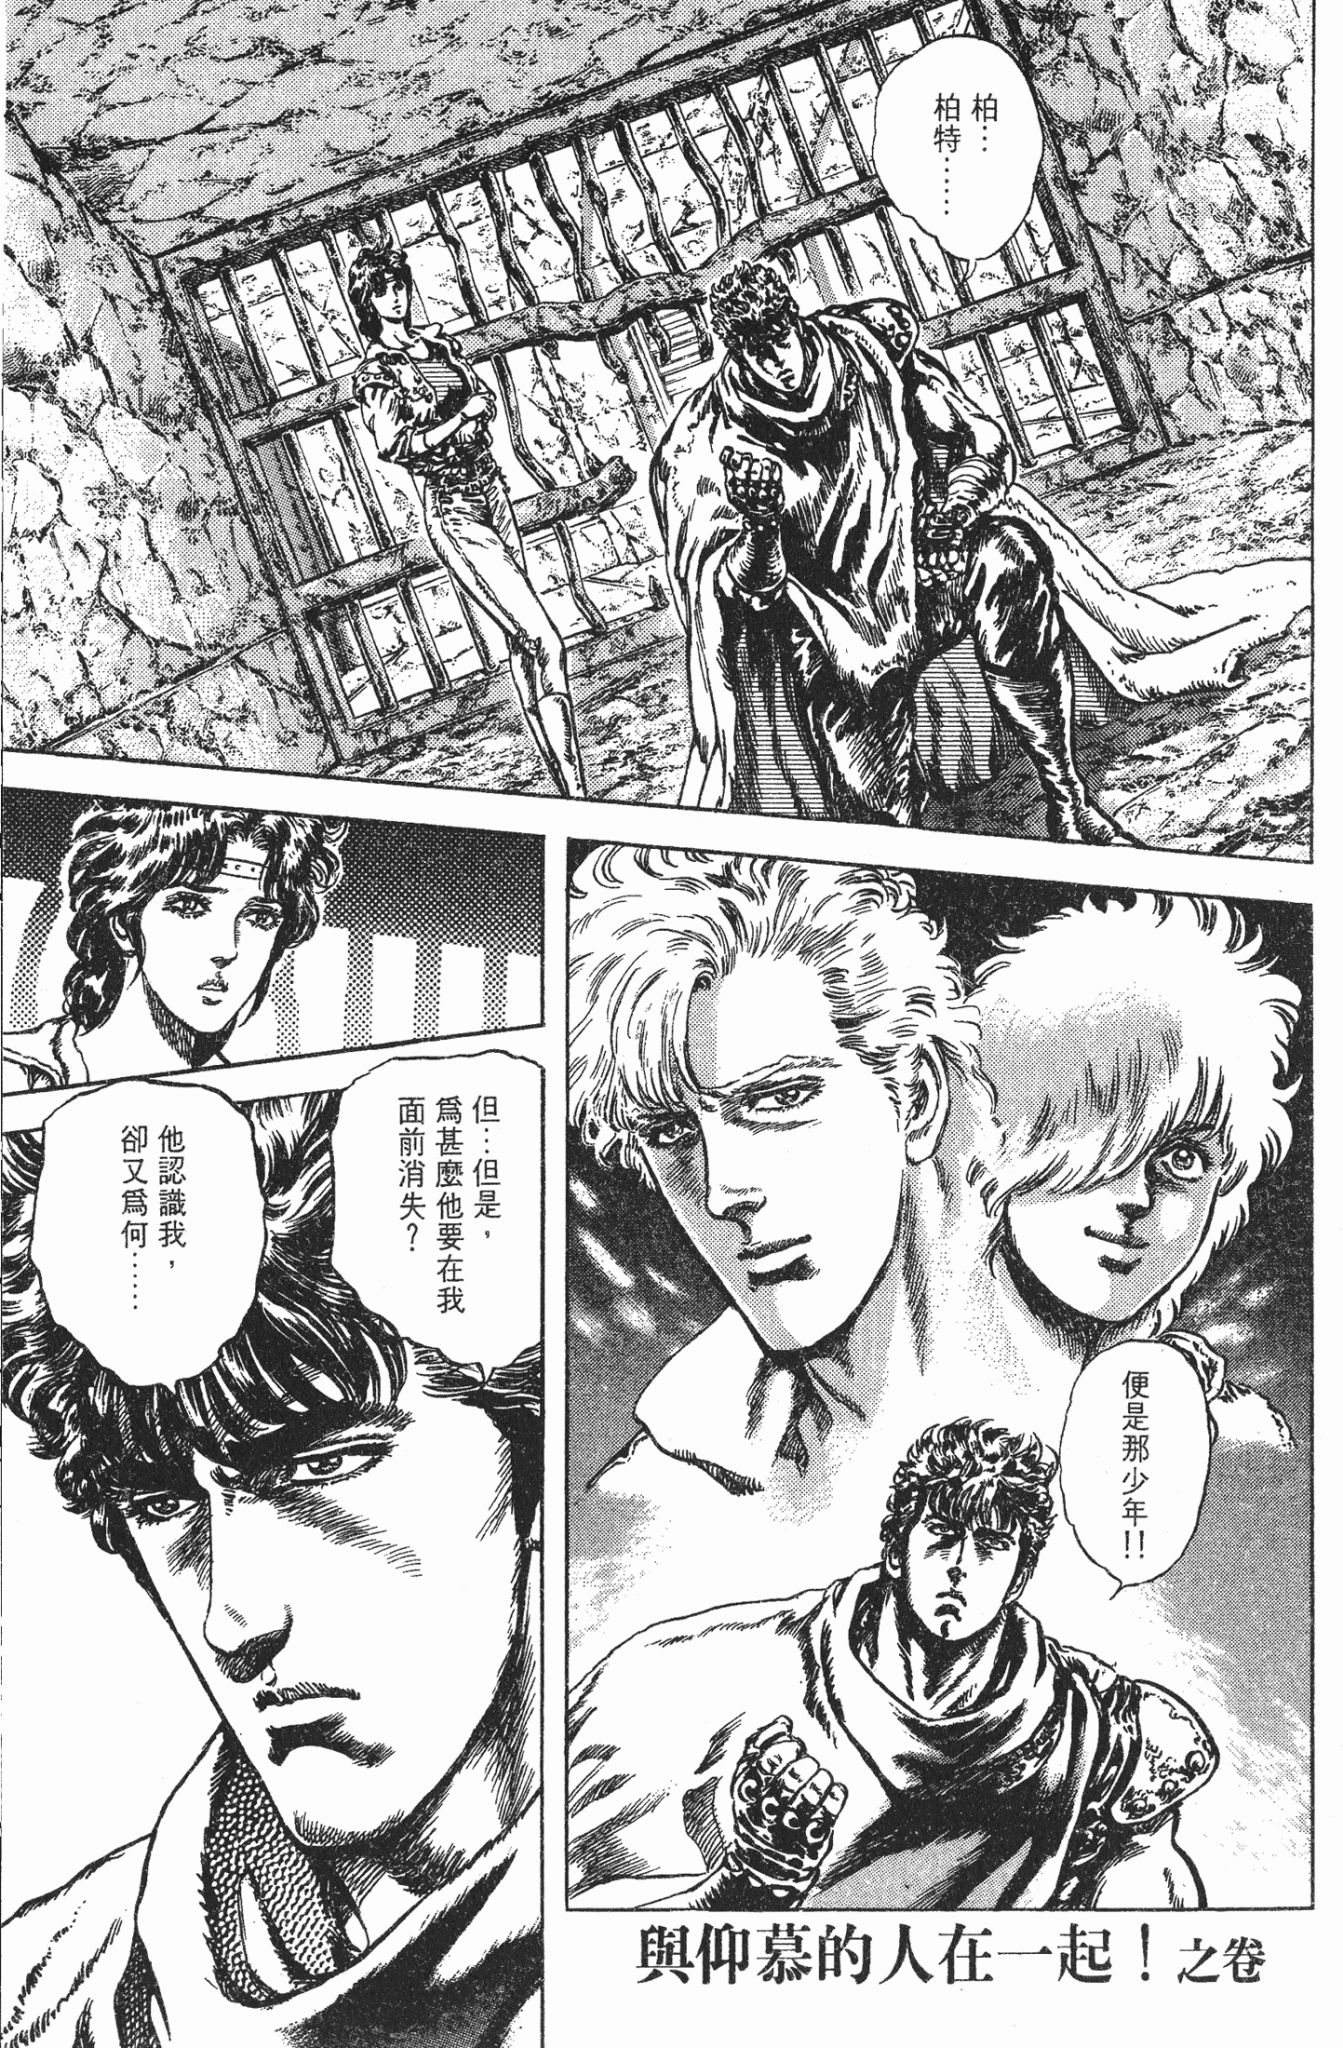 柏…
柏特……
便是那少年!!
但…但是，
爲甚麼他要在我
面前消失？
他認識我，
卻又爲何……
與仰慕的人在一起！之卷